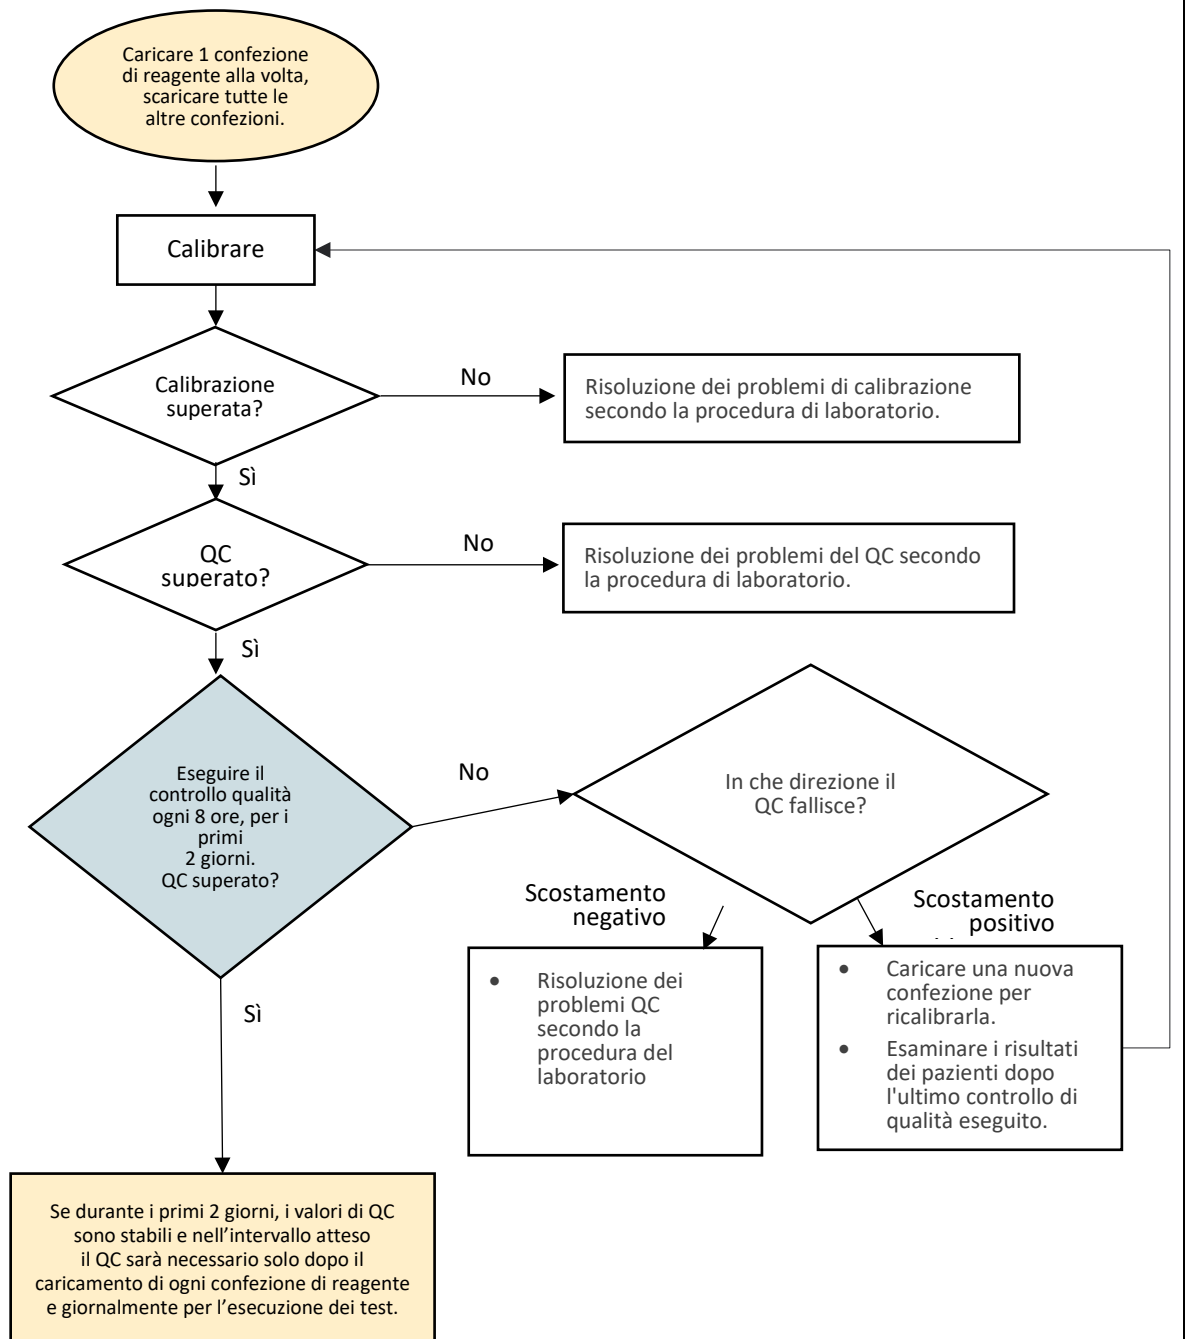 Caricare 1 confezione
di reagente alla volta,
scaricare tutte le
altre confezioni.
Calibrare
Calibrazione
superata?
No
Risoluzione dei problemi di calibrazione
secondo la procedura di laboratorio.
Sì
QC
superato?
No
Risoluzione dei problemi del QC secondo
la procedura di laboratorio.
Sì
Eseguire il
controllo qualità
ogni 8 ore, per i
primi
2 giorni.
QC superato?
No
In che direzione il
QC fallisce?
Scostamento
negativo
Scostamento
positivo
• Risoluzione dei
problemi QC
secondo la
procedura del
laboratorio
• Caricare una nuova
confezione per
ricalibrarla.
• Esaminare i risultati
dei pazienti dopo
l'ultimo controllo di
qualità eseguito.
Sì
Se durante i primi 2 giorni, i valori di QC
sono stabili e nell’intervallo atteso
il QC sarà necessario solo dopo il
caricamento di ogni confezione di reagente
e giornalmente per l’esecuzione dei test.